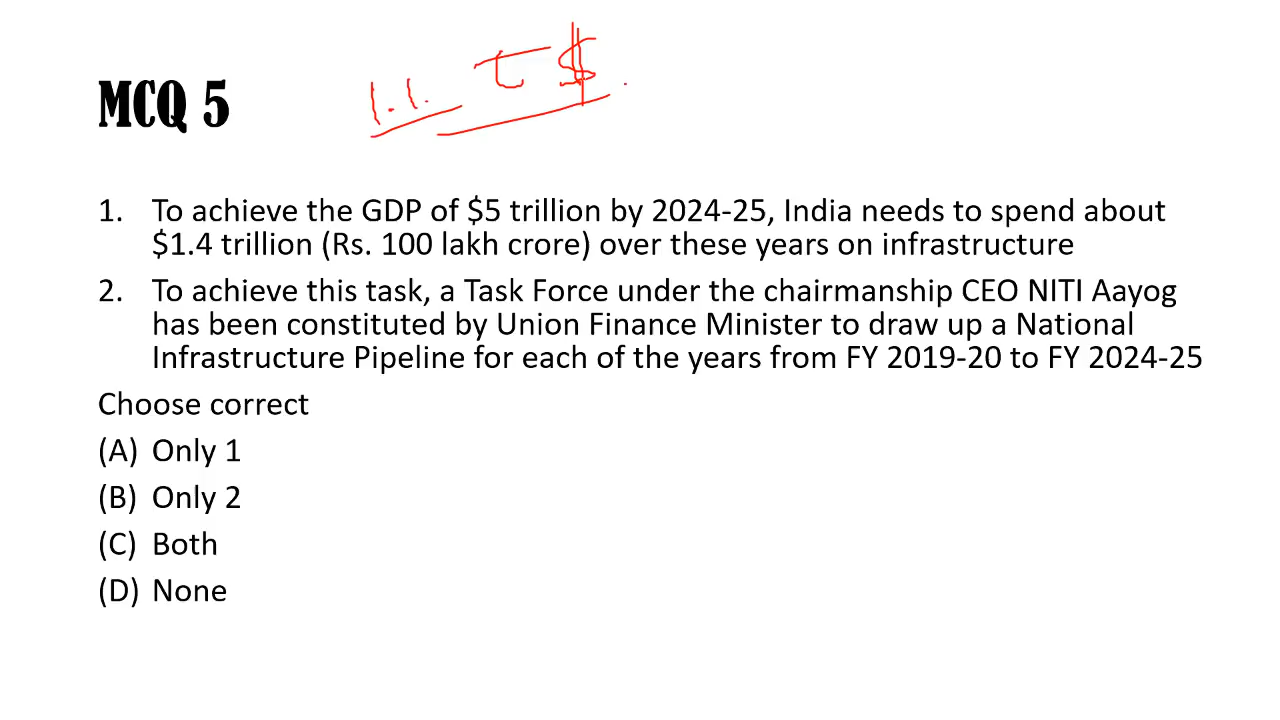 1.1. T $.
MCQ 5
1. To achieve the GDP of $5 trillion by 2024-25, India needs to spend about
$1.4 trillion (Rs. 100 lakh crore) over these years on infrastructure
2. To achieve this task, a Task Force under the chairmanship CEO NITI Aayog
has been constituted by Union Finance Minister to draw up a National
Infrastructure Pipeline for each of the years from FY 2019-20 to FY 2024-25
Choose correct
(A) Only 1
(B) Only 2
(C) Both
(D) None